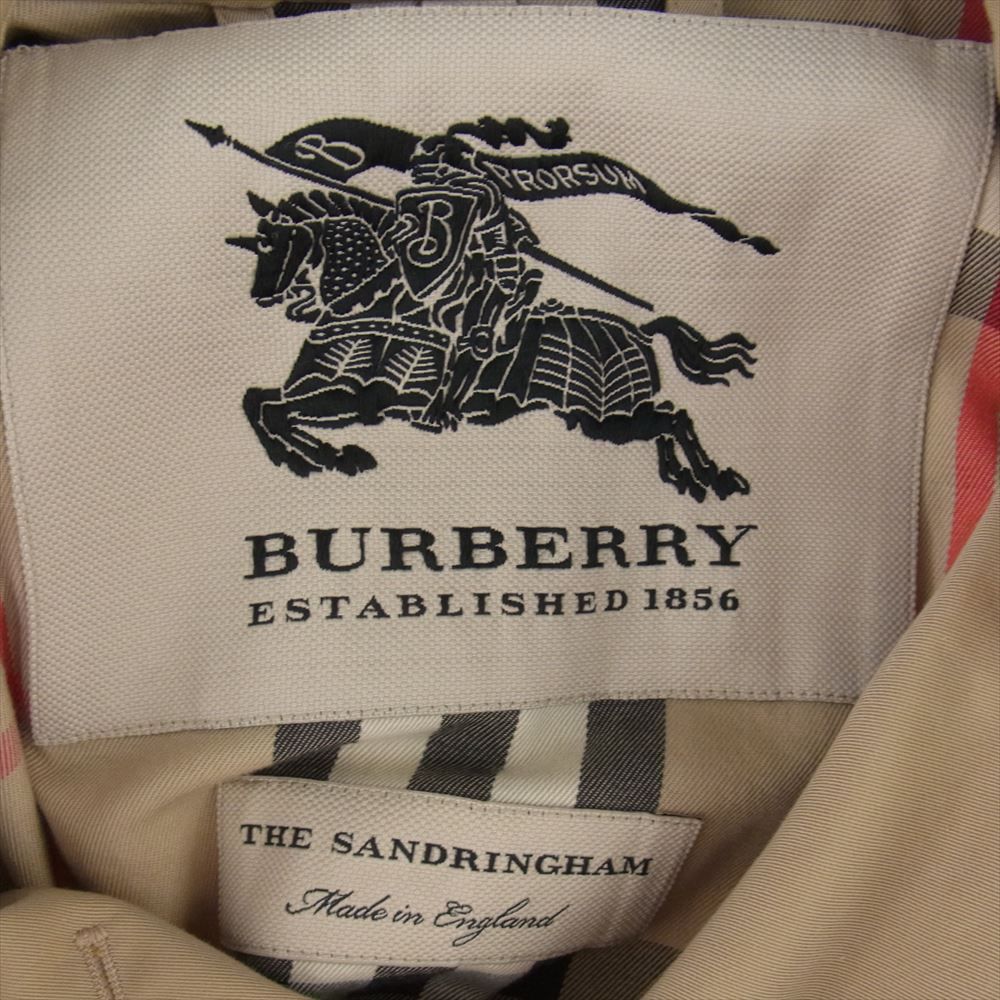 B
PRORSUM
B
BURBERRY
ESTABLISHED 1856
THE SANDRINGHAM
Made in England